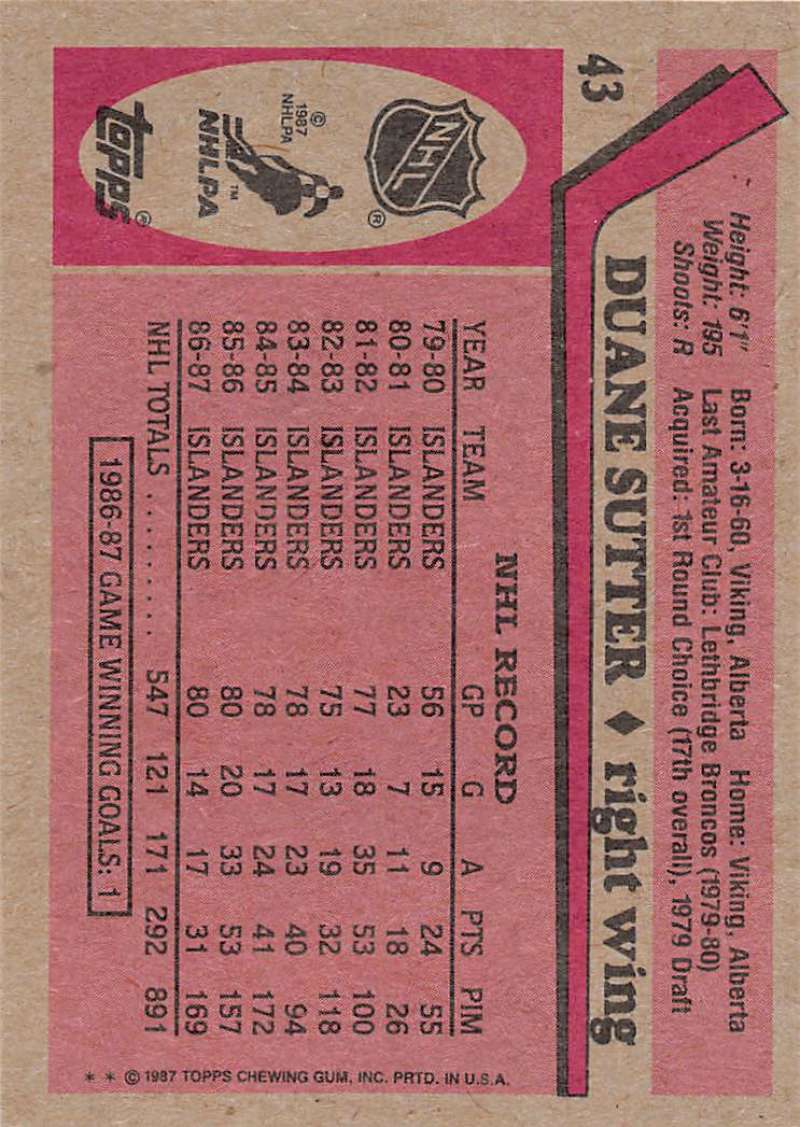 43
Height: 6'1" Born: 3-16-60, Viking, Alberta Home: Viking, Alberta
Weight: 195 Last Amateur Club: Lethbridge Broncos (1979-80)
Shoots: R Acquired: 1st Round Choice (17th overall), 1979 Draft
DUANE SUTTER ♦ right wing
NHL
®
© 1987
NHLPA
TM
NHLPA
topps®
NHL RECORD
YEAR TEAM GP G A PTS PIM
79-80 ISLANDERS 56 15 9 24 55
80-81 ISLANDERS 23 7 11 18 26
81-82 ISLANDERS 77 18 35 53 100
82-83 ISLANDERS 75 13 19 32 118
83-84 ISLANDERS 78 17 23 40 94
84-85 ISLANDERS 78 17 24 41 172
85-86 ISLANDERS 80 20 33 53 157
86-87 ISLANDERS 80 14 17 31 169
NHL TOTALS ......... 547 121 171 292 891
1986-87 GAME WINNING GOALS: 1
* * © 1987 TOPPS CHEWING GUM, INC. PRTD. IN U.S.A.